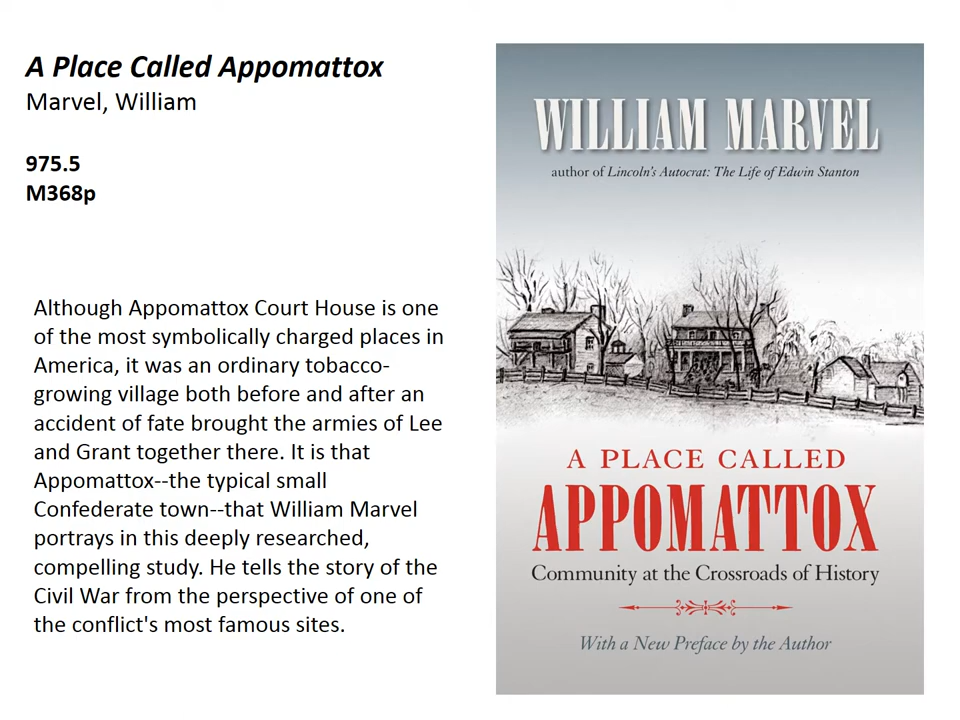 A Place Called Appomattox
Marvel, William
975.5
M368p
Although Appomattox Court House is one
of the most symbolically charged places in
America, it was an ordinary tobacco-
growing village both before and after an
accident of fate brought the armies of Lee
and Grant together there. It is that
Appomattox--the typical small
Confederate town--that William Marvel
portrays in this deeply researched,
compelling study. He tells the story of the
Civil War from the perspective of one of
the conflict's most famous sites.
WILLIAM MARVEL
author of Lincoln's Autocrat: The Life of Edwin Stanton
A PLACE CALLED
APPOMATTOX
Community at the Crossroads of History
With a New Preface by the Author